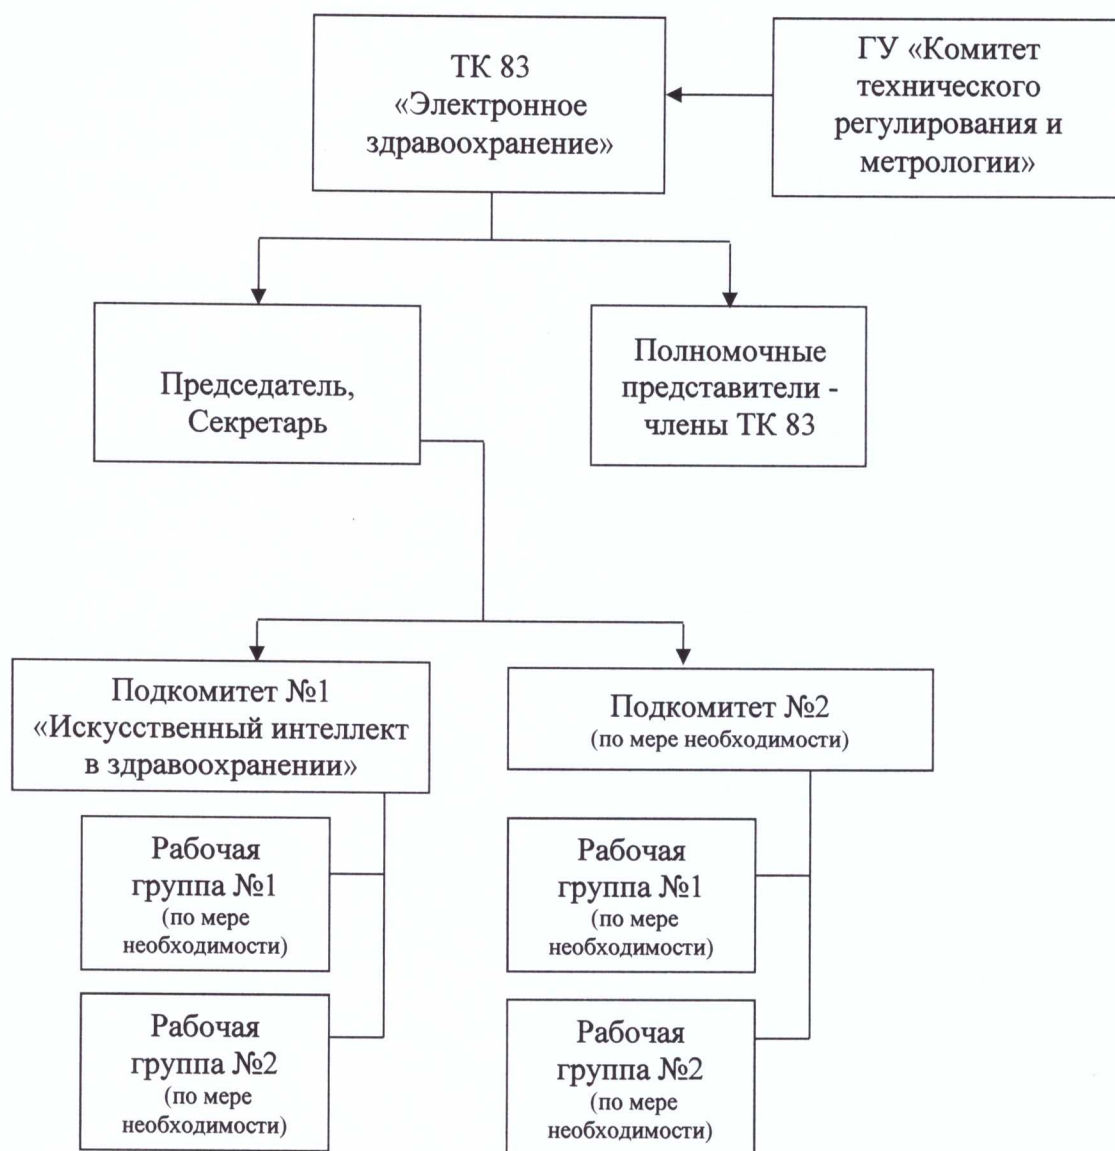 ТК 83
«Электронное
здравоохранение»
ГУ «Комитет
технического
регулирования и
метрологии»
Председатель,
Секретарь
Полномочные
представители -
члены ТК 83
Подкомитет №1
«Искусственный интеллект
в здравоохранении»
Подкомитет №2
(по мере необходимости)
Рабочая
группа №1
(по мере
необходимости)
Рабочая
группа №2
(по мере
необходимости)
Рабочая
группа №1
(по мере
необходимости)
Рабочая
группа №2
(по мере
необходимости)